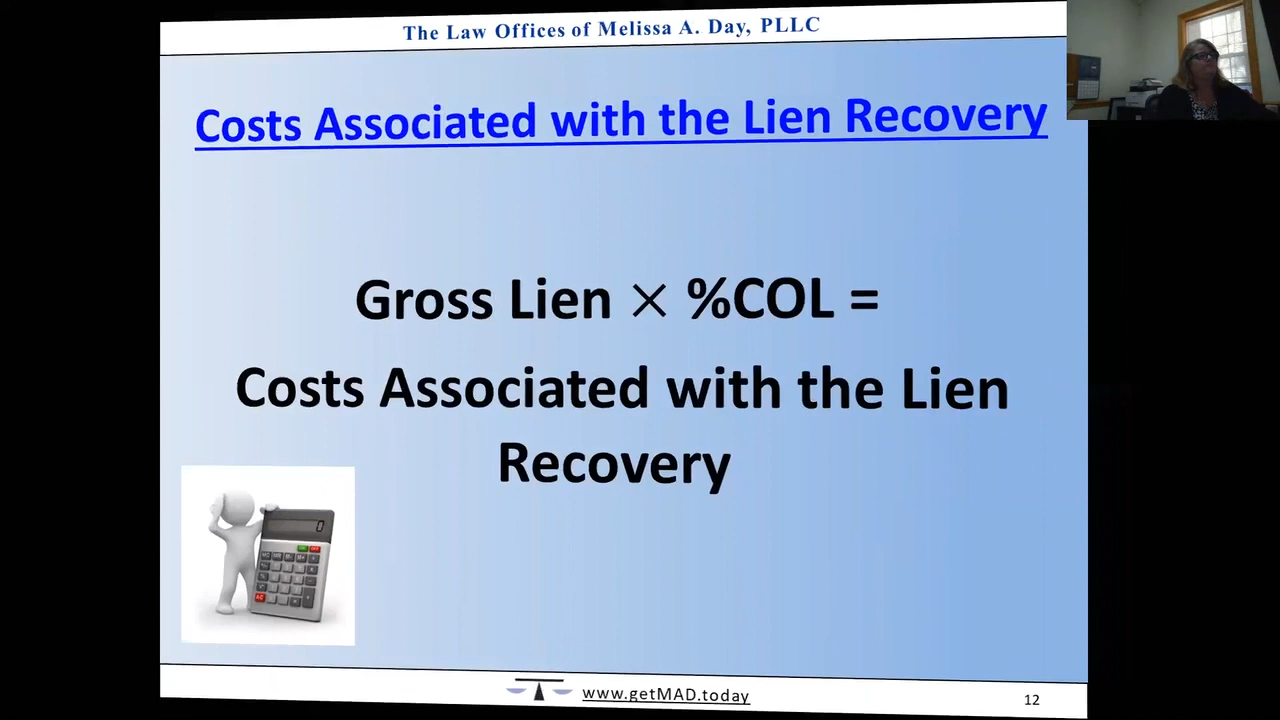 The Law Offices of Melissa A. Day, PLLC
Costs Associated with the Lien Recovery
Gross Lien × %COL =
Costs Associated with the Lien
Recovery
0
www.getMAD.today
12